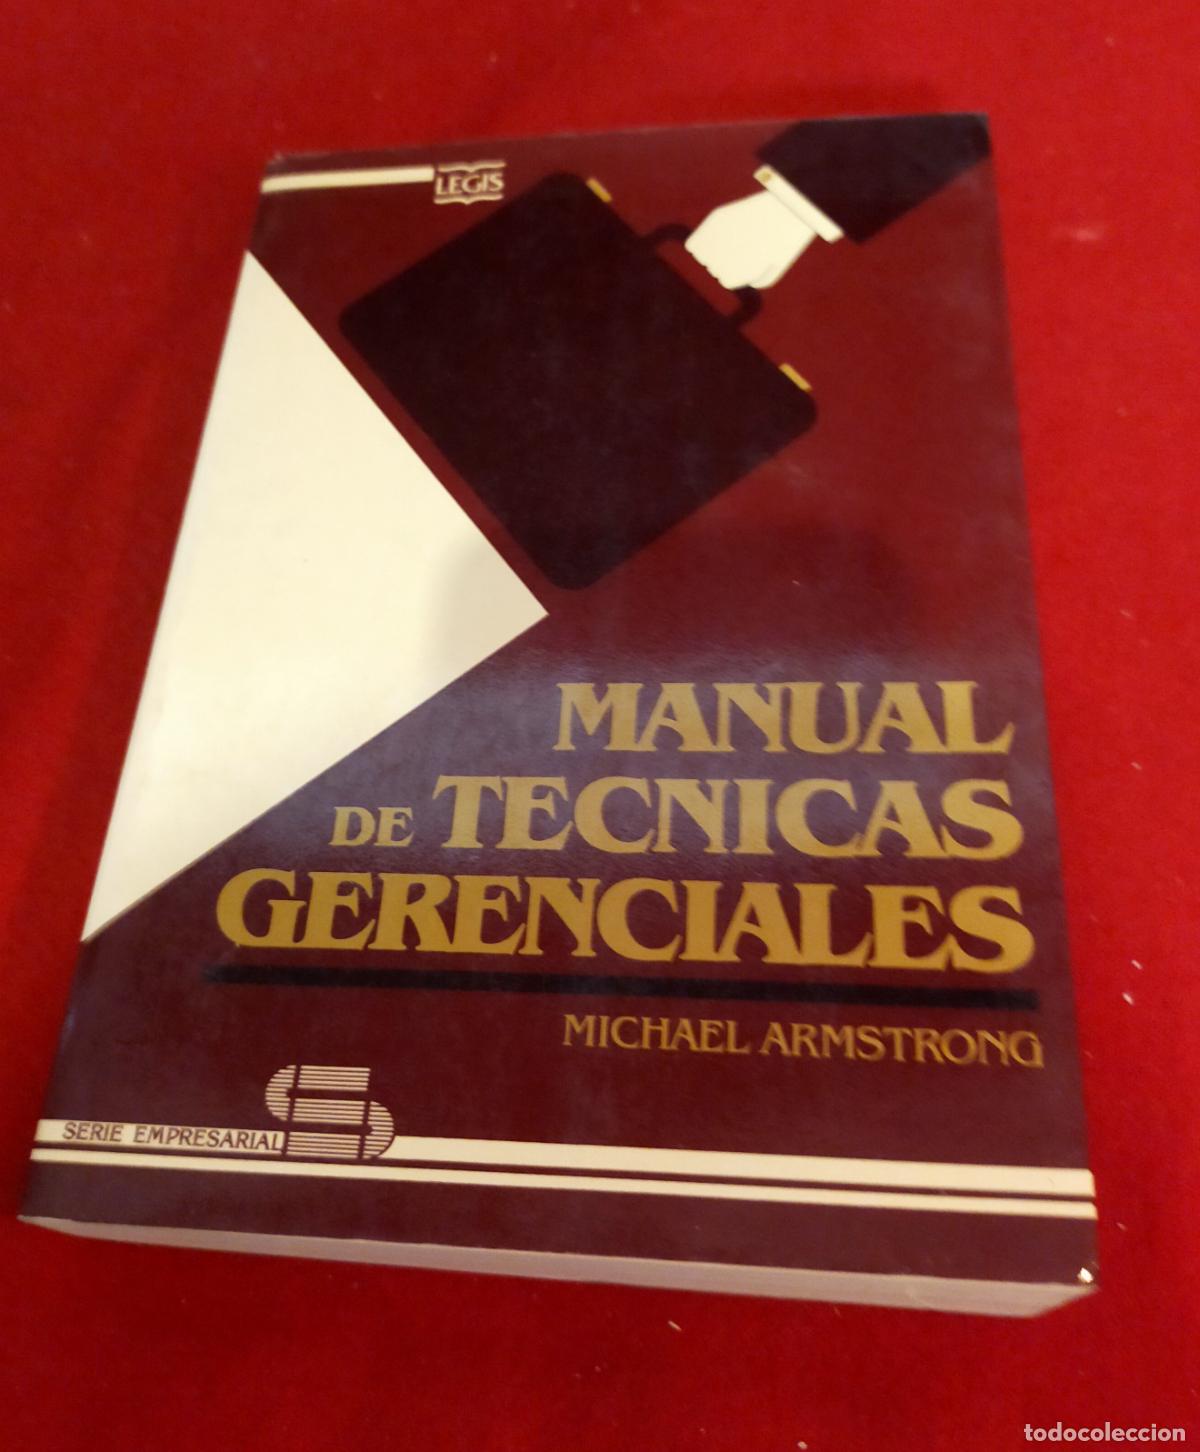 LEGIS
MANUAL
DE TECNICAS
GERENCIALES
MICHAEL ARMSTRONG
SERIE EMPRESARIAL
todocoleccion